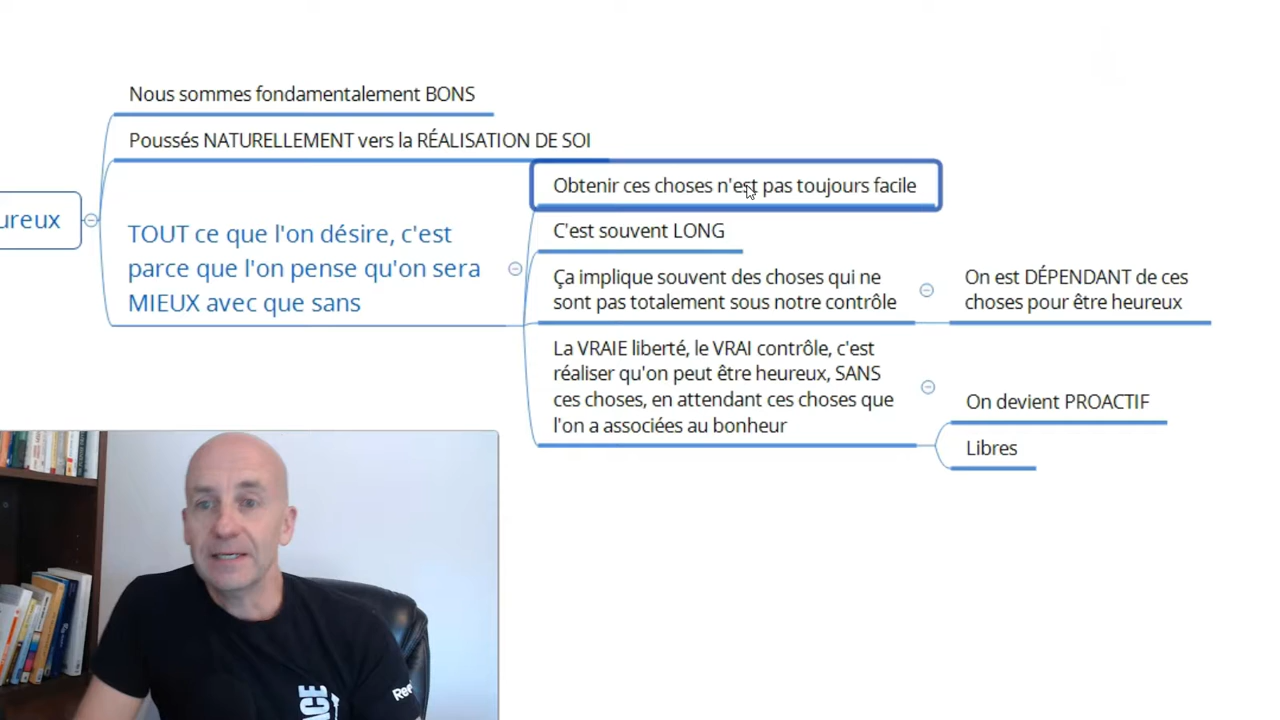 Nous sommes fondamentalement BONS
Poussés NATURELLEMENT vers la RÉALISATION DE SOI
ureux
TOUT ce que l'on désire, c'est
parce que l'on pense qu'on sera
MIEUX avec que sans
Obtenir ces choses n'est pas toujours facile
C'est souvent LONG
Ça implique souvent des choses qui ne
sont pas totalement sous notre contrôle
On est DÉPENDANT de ces
choses pour être heureux
La VRAIE liberté, le VRAI contrôle, c'est
réaliser qu'on peut être heureux, SANS
ces choses, en attendant ces choses que
l'on a associées au bonheur
On devient PROACTIF
Libres
ACE
Ree